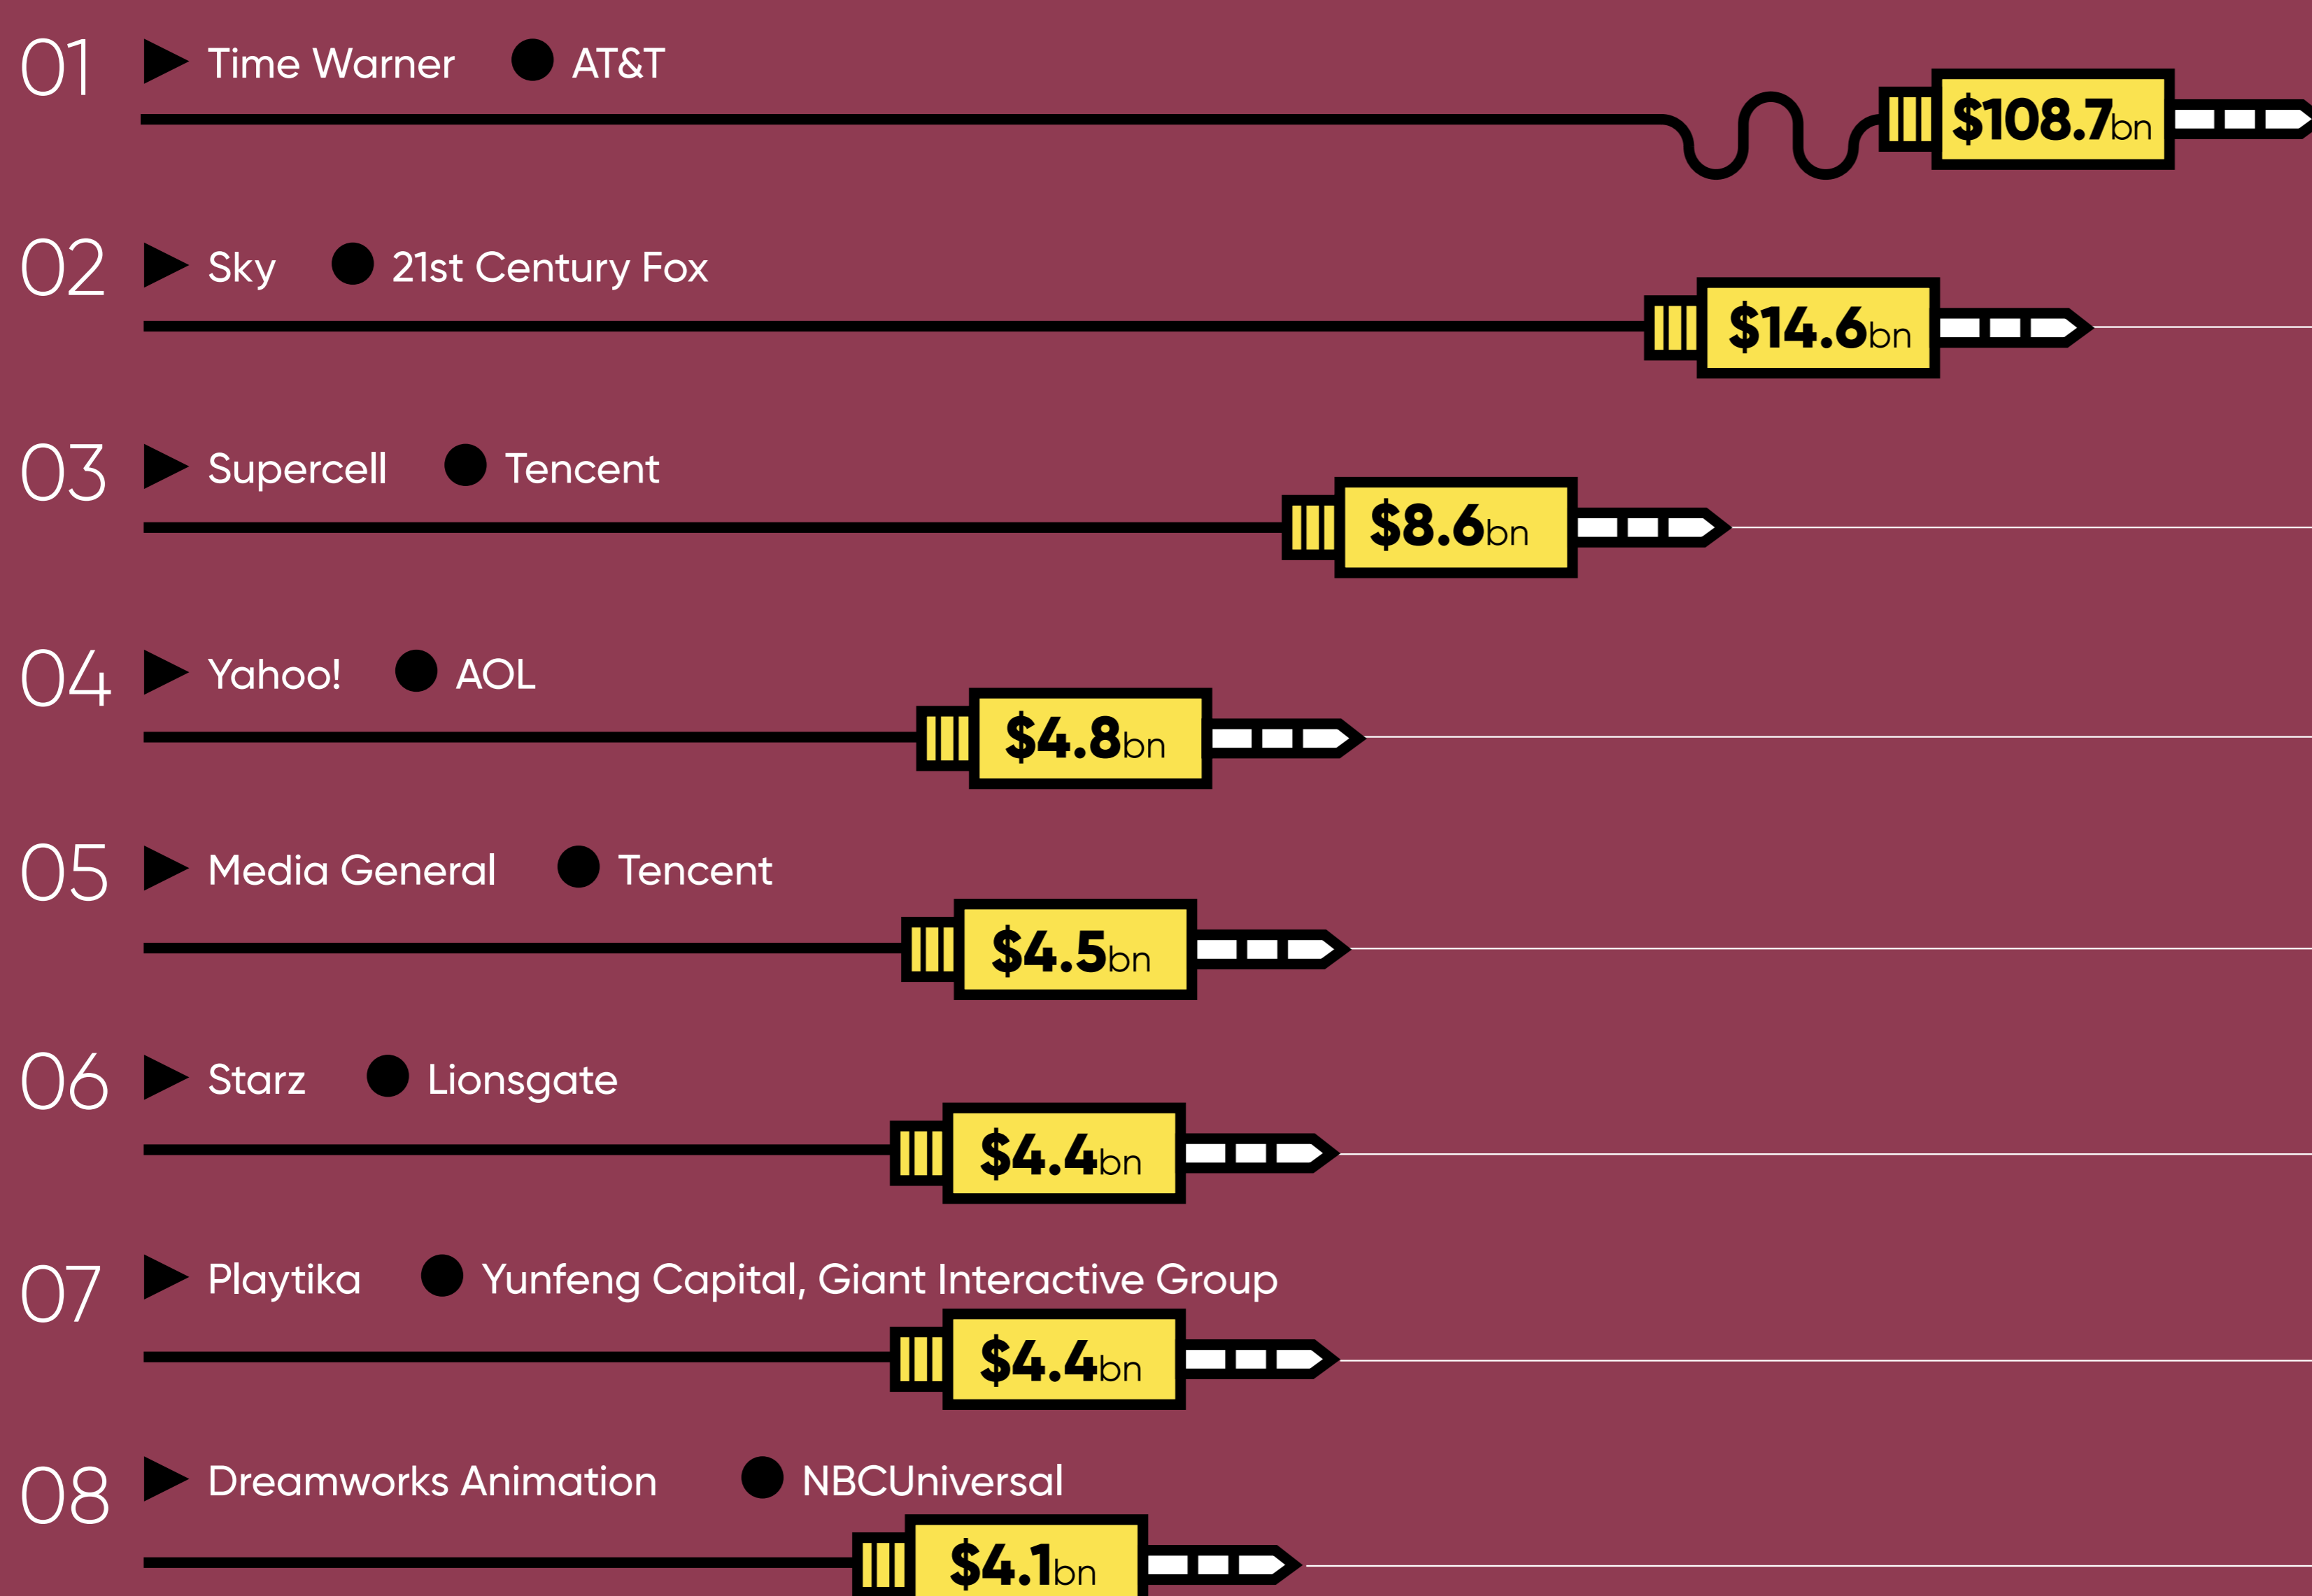 01 Time Warner AT&T
$108.7bn
02 Sky 21st Century Fox
$14.6bn
03 Supercell Tencent
$8.6bn
04 Yahoo! AOL
$4.8bn
05 Media General Tencent
$4.5bn
06 Starz Lionsgate
$4.4bn
07 Playtika Yunfeng Capital, Giant Interactive Group
$4.4bn
08 Dreamworks Animation NBCUniversal
$4.1bn